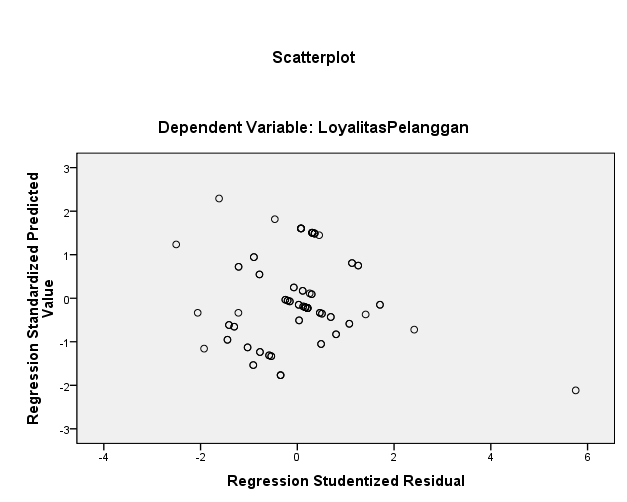 Scatterplot
Dependent Variable: LoyalitasPelanggan
Regression Standardized Predicted
Value
3
2
1
0
-1
-2
-3
-4
-2
0
2
4
6
Regression Studentized Residual